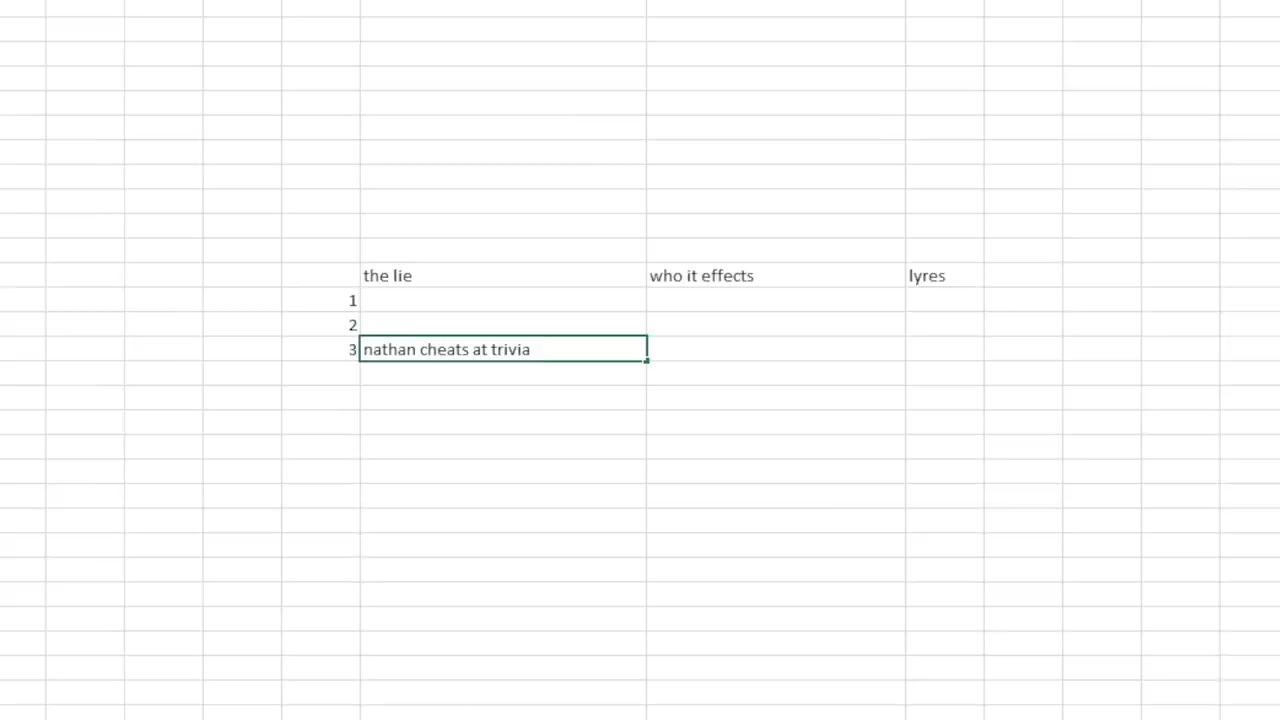 the lie who it effects lyres
1
2
3 nathan cheats at trivia